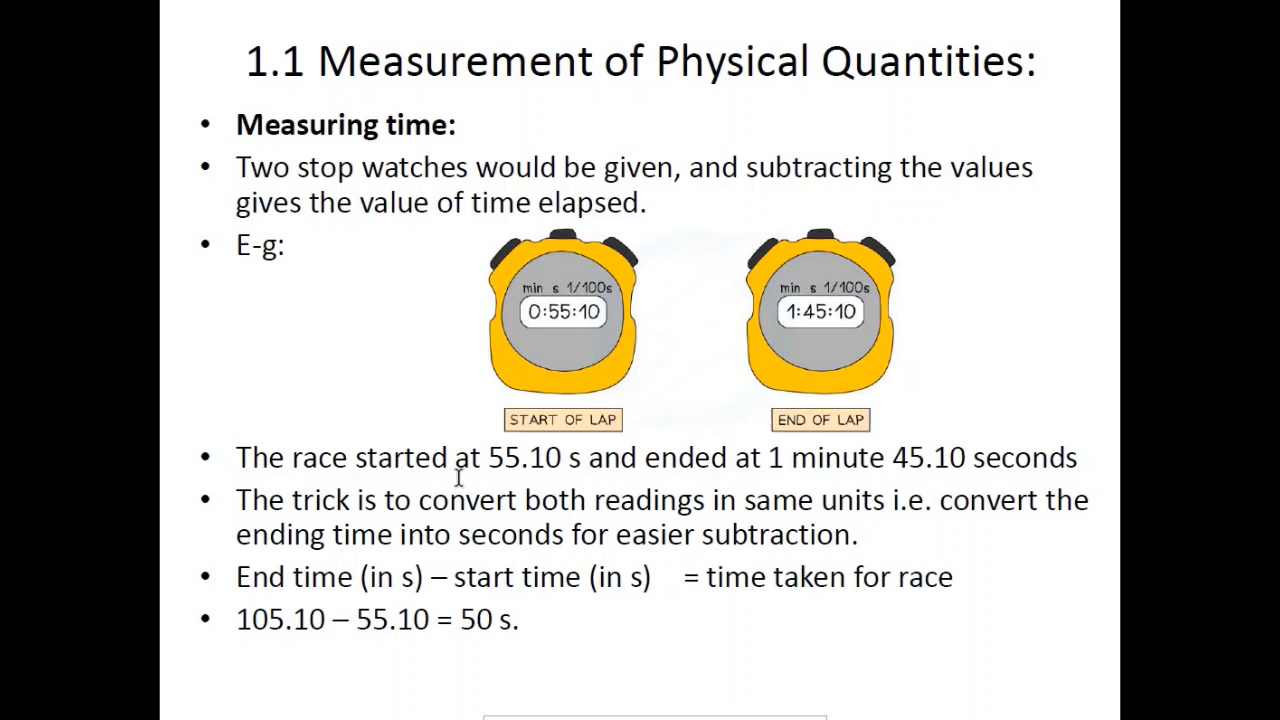 1.1 Measurement of Physical Quantities:
• Measuring time:
• Two stop watches would be given, and subtracting the values
gives the value of time elapsed.
• E-g:
min s 1/100s
0:55:10
START OF LAP
min s 1/100s
1:45:10
END OF LAP
• The race started at 55.10 s and ended at 1 minute 45.10 seconds
• The trick is to convert both readings in same units i.e. convert the
ending time into seconds for easier subtraction.
• End time (in s) – start time (in s) = time taken for race
• 105.10 – 55.10 = 50 s.